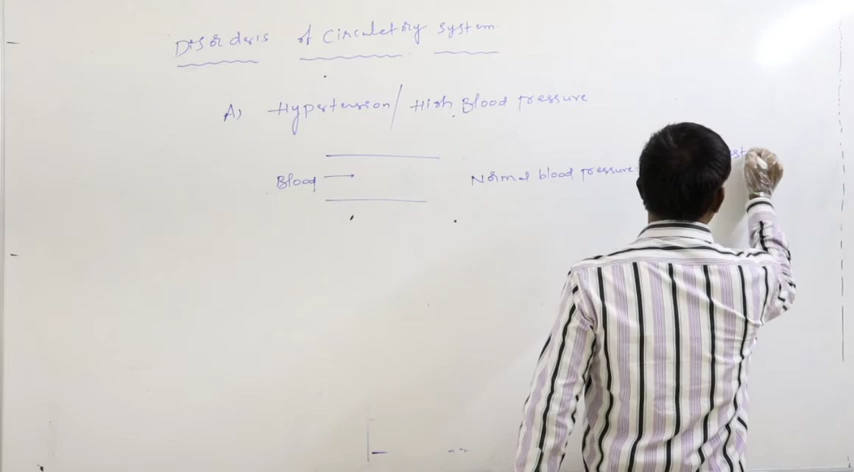 Disorders of Circulatory system
A) Hypertension/ High Blood Pressure
Blood → Normal blood pressure